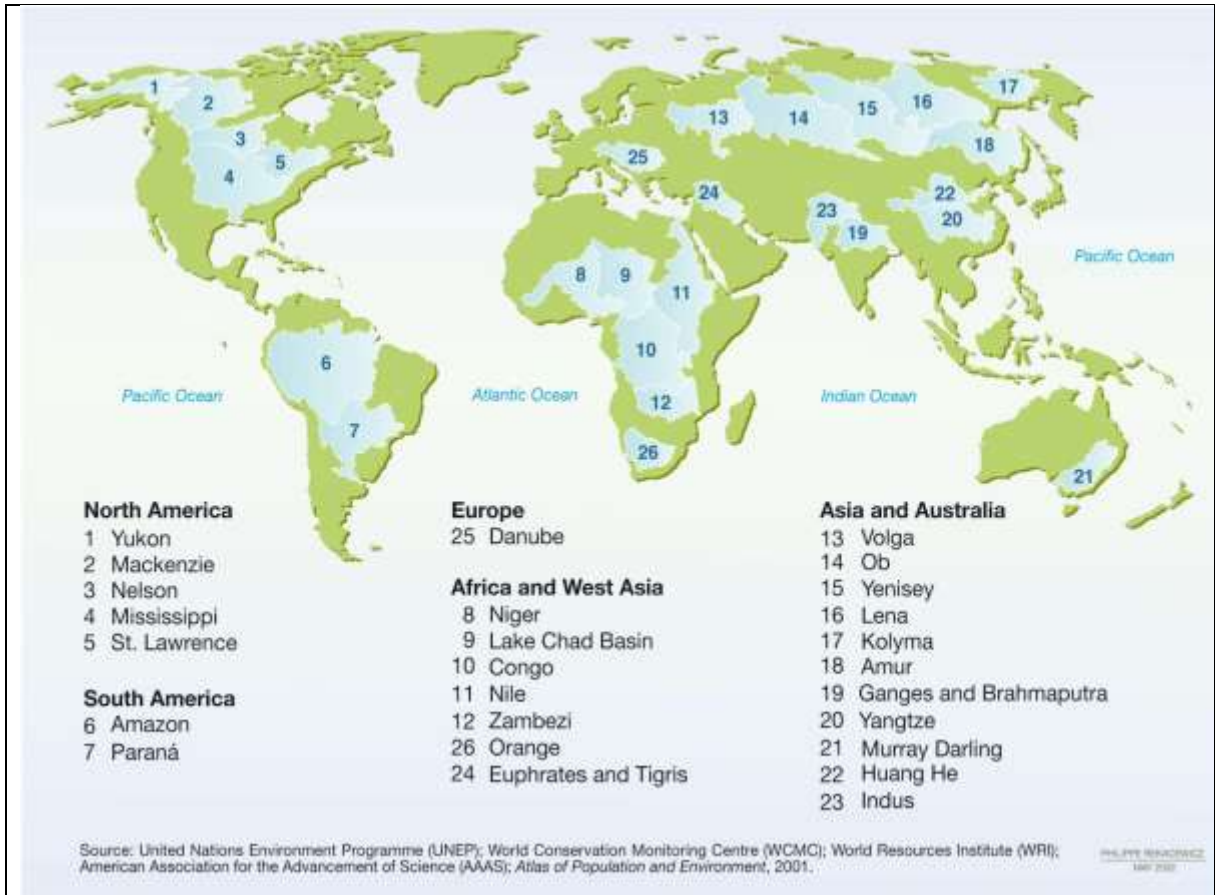 1
2
3
4
5
6
7
8
9
10
11
12
13
14
15
16
17
18
19
20
21
22
23
24
25
26
Pacific Ocean
Pacific Ocean
Atlantic Ocean
Indian Ocean
North America
1 Yukon
2 Mackenzie
3 Nelson
4 Mississippi
5 St. Lawrence
South America
6 Amazon
7 Paraná
Europe
25 Danube
Africa and West Asia
8 Niger
9 Lake Chad Basin
10 Congo
11 Nile
12 Zambezi
26 Orange
24 Euphrates and Tigris
Asia and Australia
13 Volga
14 Ob
15 Yenisey
16 Lena
17 Kolyma
18 Amur
19 Ganges and Brahmaputra
20 Yangtze
21 Murray Darling
22 Huang He
23 Indus
Source: United Nations Environment Programme (UNEP); World Conservation Monitoring Centre (WCMC); World Resources Institute (WRI);
American Association for the Advancement of Science (AAAS); Atlas of Population and Environment, 2001.